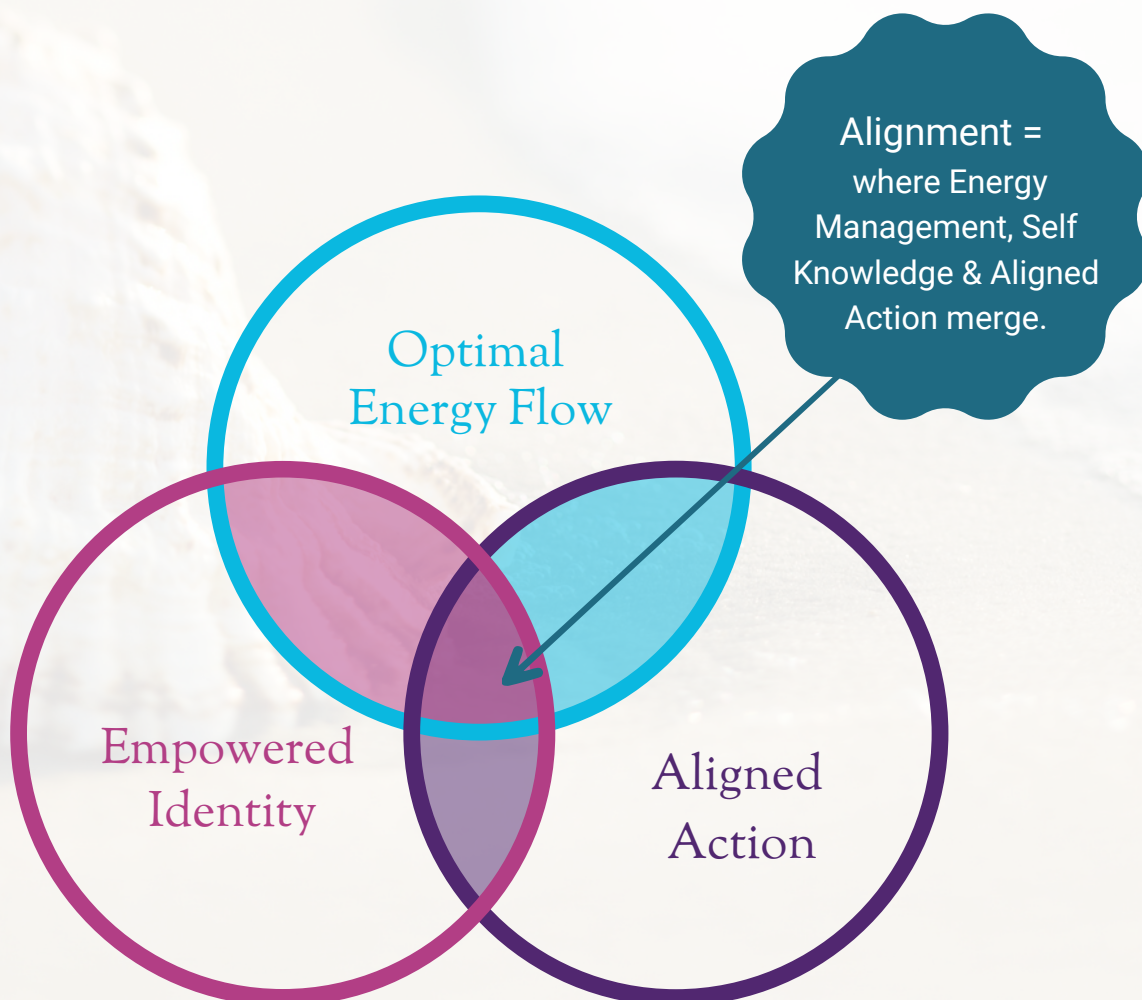 Alignment =
where Energy
Management, Self
Knowledge & Aligned
Action merge.
Optimal
Energy Flow
Empowered
Identity
Aligned
Action